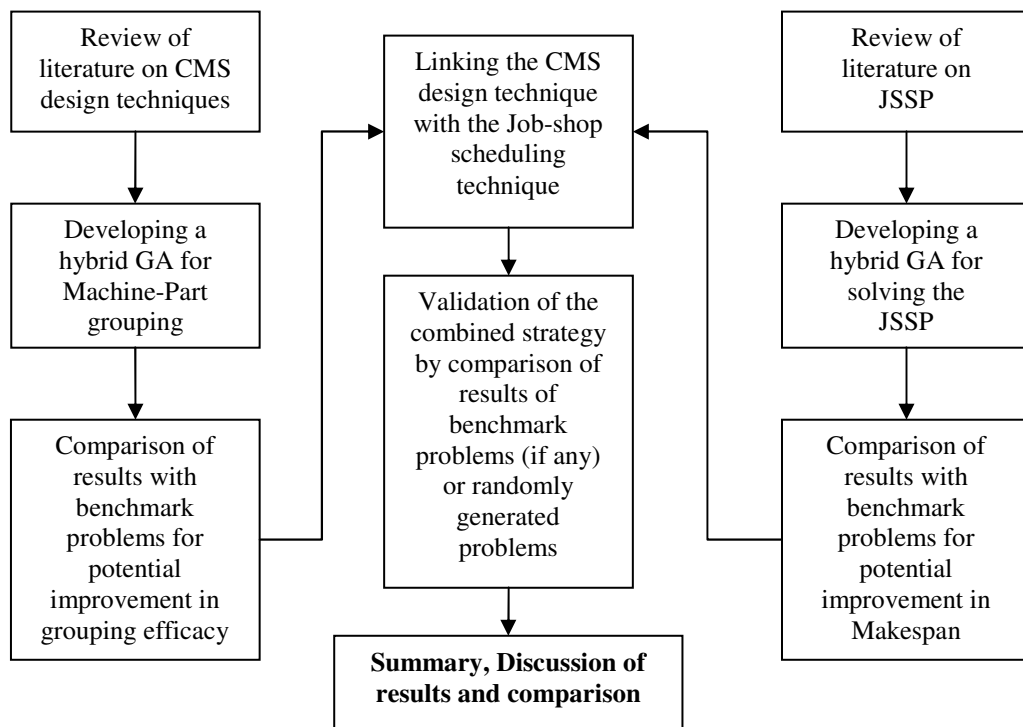 Review of
literature on CMS
design techniques
Developing a
hybrid GA for
Machine-Part
grouping
Comparison of
results with
benchmark
problems for
potential
improvement in
grouping efficacy
Linking the CMS
design technique
with the Job-shop
scheduling
technique
Validation of the
combined strategy
by comparison of
results of
benchmark
problems (if any)
or randomly
generated
problems
Summary, Discussion of
results and comparison
Review of
literature on
JSSP
Developing a
hybrid GA for
solving the
JSSP
Comparison of
results with
benchmark
problems for
potential
improvement in
Makespan